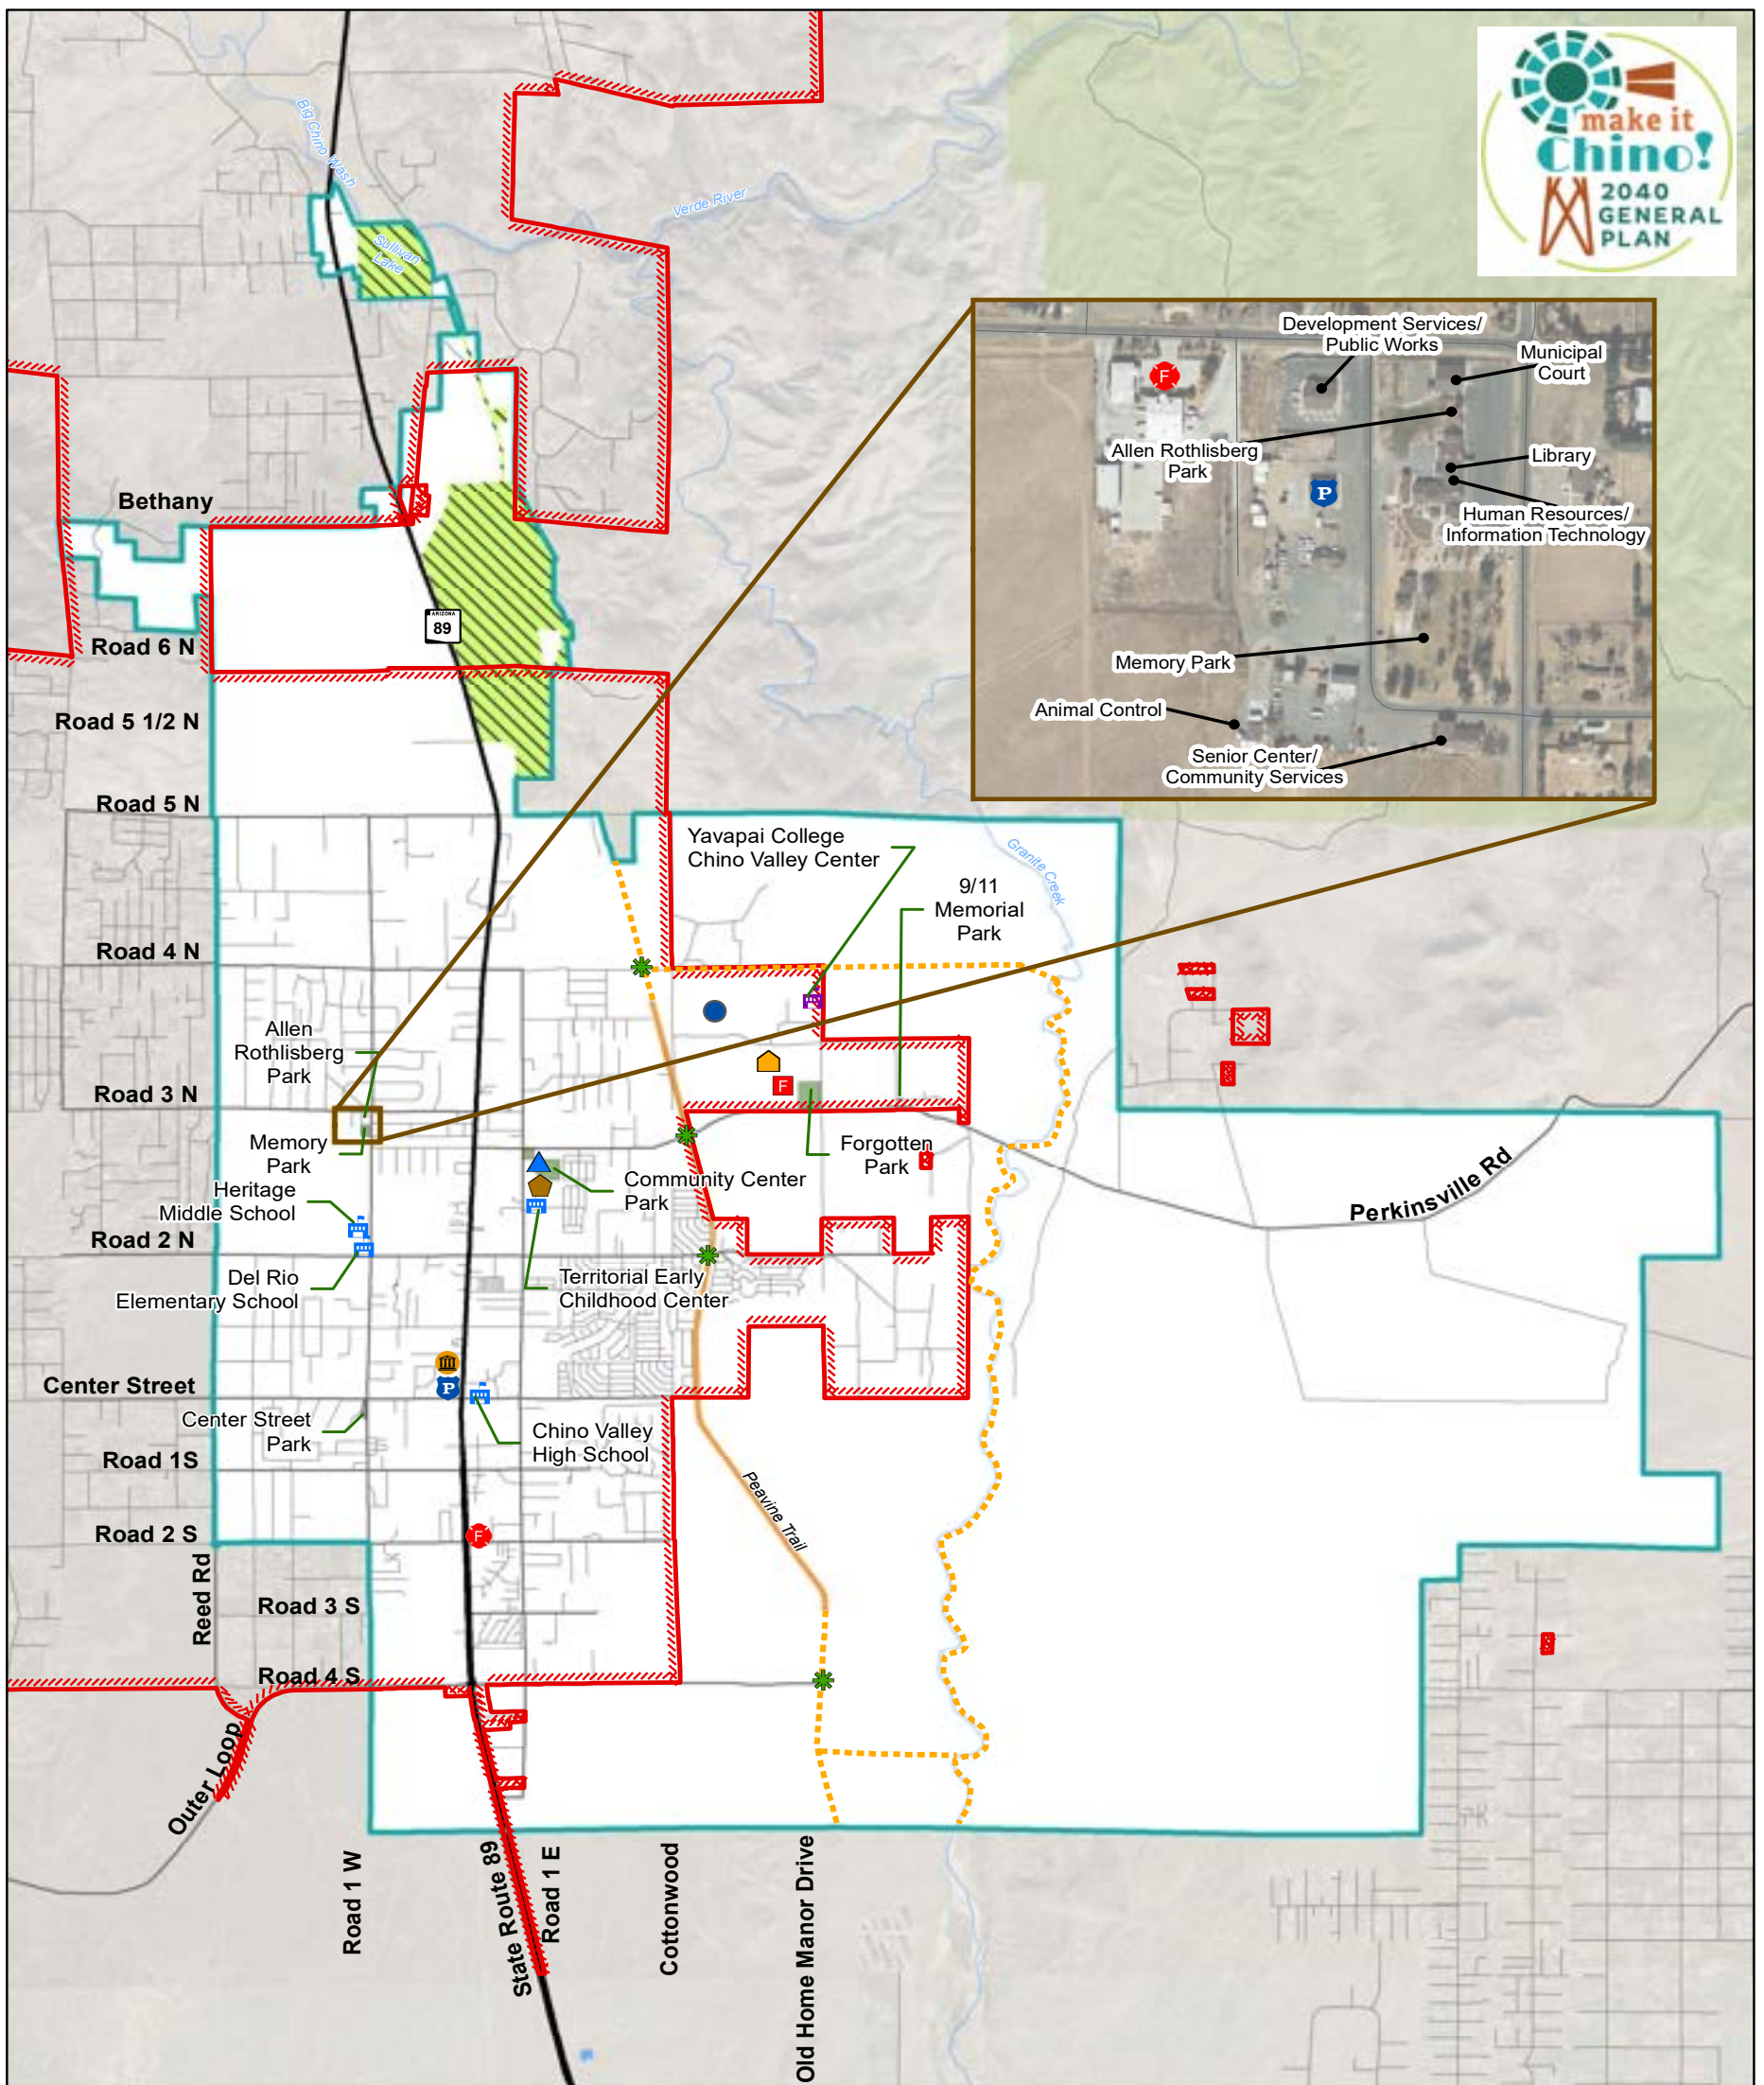 make it
Chino!
2040
GENERAL
PLAN
Big Chino Wash
Verde River
Sullivan
Lake
Development Services/
Public Works
Municipal
Court
F
Allen Rothlisberg
Park
Library
P
Human Resources/
Information Technology
Memory Park
Animal Control
Senior Center/
Community Services
Bethany
ARIZONA
89
Road 6 N
Road 5 1/2 N
Road 5 N
Yavapai College
Chino Valley Center
Granite Creek
9/11
Memorial
Park
Road 4 N
Allen
Rothlisberg
Park
Road 3 N
F
Memory
Park
Forgotten
Park
Community Center
Park
Heritage
Middle School
Perkinsville Rd
Road 2 N
Del Rio
Elementary School
Territorial Early
Childhood Center
Center Street
P
Center Street
Park
Chino Valley
High School
Road 1S
Peavine Trail
Road 2 S
F
Reed Rd
Road 3 S
Road 4 S
Outer Loop
Road 1 W
State Route 89
Road 1 E
Cottonwood
Old Home Manor Drive